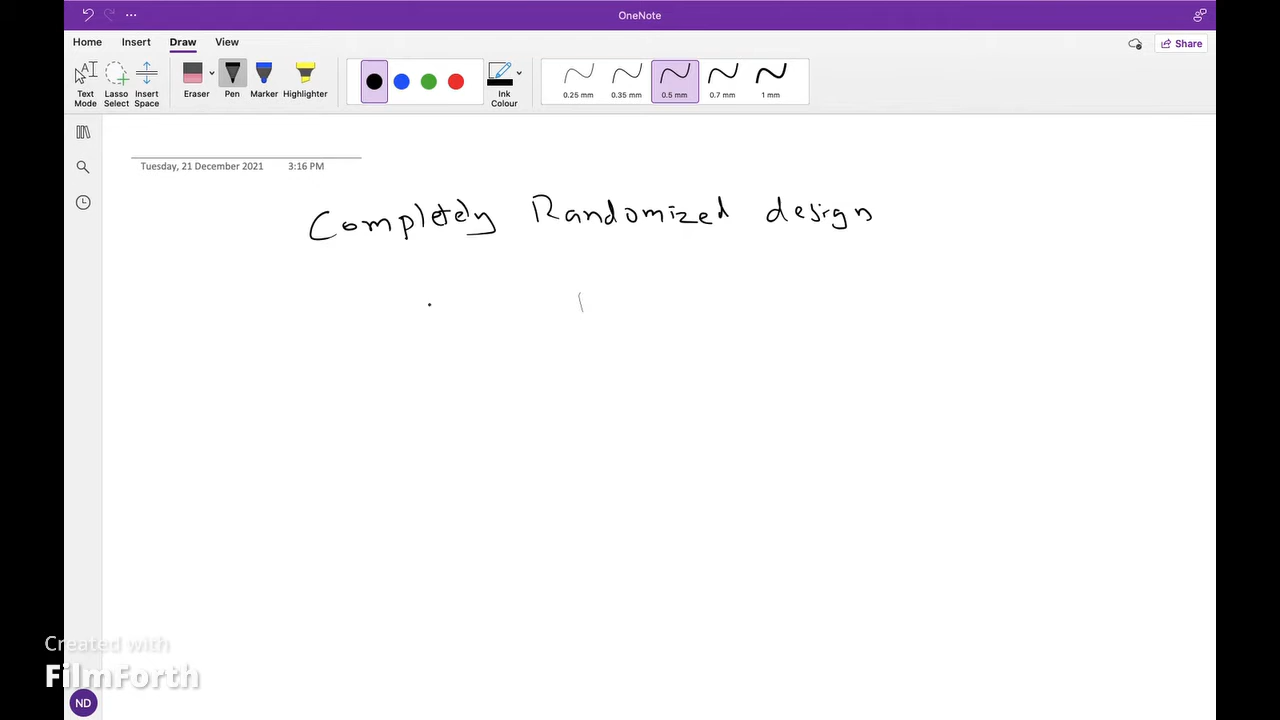 OneNote
Home Insert Draw View
Share
Text Mode
Lasso Select
Insert Space
Eraser
Pen
Marker
Highlighter
Ink Colour
0.25 mm
0.35 mm
0.5 mm
0.7 mm
1 mm
Tuesday, 21 December 2021 3:16 PM
Completely Randomized design
Created with
FilmForth
ND